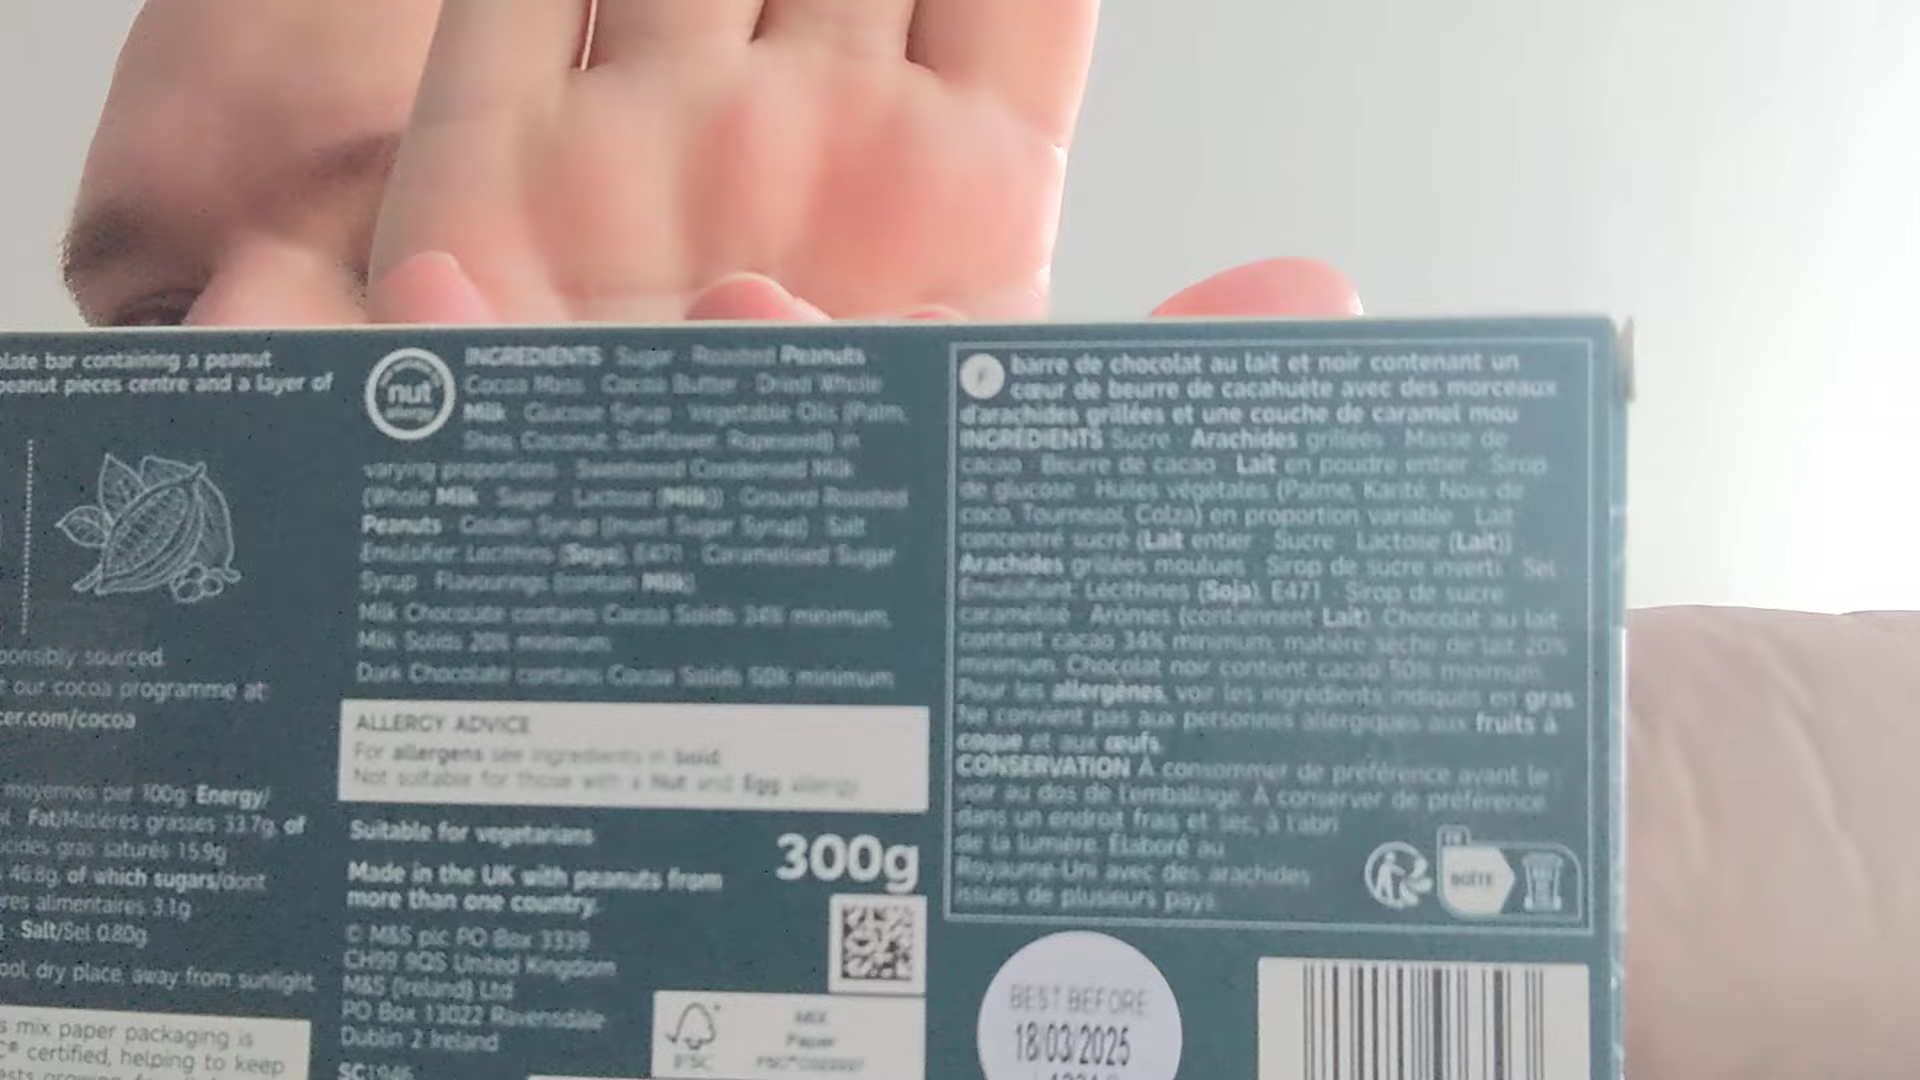 late bar containing a peanut
peanut pieces centre and a layer of
ponsibly sourced.
t our cocoa programme at
cer.com/cocoa
moyennes per 100g Energy/
Fat/Matières grasses 33.7g, of
acides gras saturés 15.9g
46.8g, of which sugars/dont
res alimentaires 3.1g
Salt/Sel 0.80g
ool, dry place, away from sunlight.
s mix paper packaging is
C® certified, helping to keep
nut
allergy
INGREDIENTS Sugar · Roasted Peanuts
Cocoa Mass · Cocoa Butter · Dried Whole
Milk · Glucose Syrup · Vegetable Oils (Palm,
Shea, Coconut, Sunflower, Rapeseed) in
varying proportions · Sweetened Condensed Milk
(Whole Milk · Sugar · Lactose (Milk)) · Ground Roasted
Peanuts · Golden Syrup (Invert Sugar Syrup) · Salt
Emulsifier: Lecithins (Soya), E471 · Caramelised Sugar
Syrup · Flavourings (contain Milk)
Milk Chocolate contains Cocoa Solids 34% minimum,
Milk Solids 20% minimum
Dark Chocolate contains Cocoa Solids 50% minimum
ALLERGY ADVICE
For allergens see ingredients in bold.
Not suitable for those with a Nut and Egg allergy.
Suitable for vegetarians
Made in the UK with peanuts from
more than one country.
300g
© M&S plc PO Box 3339
CH99 9QS United Kingdom
M&S (Ireland) Ltd
PO Box 13022 Ravensdale
Dublin 2 Ireland
FSC
MIX
Paper
F barre de chocolat au lait et noir contenant un
cœur de beurre de cacahuète avec des morceaux
d'arachides grillées et une couche de caramel mou
INGRÉDIENTS Sucre · Arachides grillées · Masse de
cacao · Beurre de cacao · Lait en poudre entier · Sirop
de glucose · Huiles végétales (Palme, Karité, Noix de
coco, Tournesol, Colza) en proportion variable · Lait
concentré sucré (Lait entier · Sucre · Lactose (Lait))
Arachides grillées moulues · Sirop de sucre inverti · Sel ·
Émulsifiant: Lécithines (Soja), E471 · Sirop de sucre
caramélisé · Arômes (contiennent Lait) Chocolat au lait
contient cacao 34% minimum, matière sèche de lait 20%
minimum. Chocolat noir contient cacao 50% minimum
Pour les allergènes, voir les ingrédients indiqués en gras
Ne convient pas aux personnes allergiques aux fruits à
coque et aux œufs.
CONSERVATION À consommer de préférence avant le :
voir au dos de l'emballage. À conserver de préférence
dans un endroit frais et sec, à l'abri
de la lumière. Élaboré au
Royaume-Uni avec des arachides
issues de plusieurs pays.
FR
BOÎTE
BEST BEFORE
18/03/2025